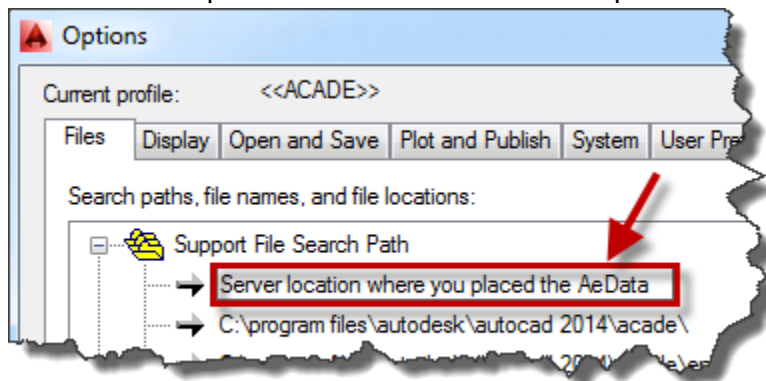 Options
Current profile: <<ACADE>>
Files Display Open and Save Plot and Publish System User
Search paths, file names, and file locations:
Support File Search Path
Server location where you placed the AeData
C:\program files\autodesk\autocad 2014\acade\